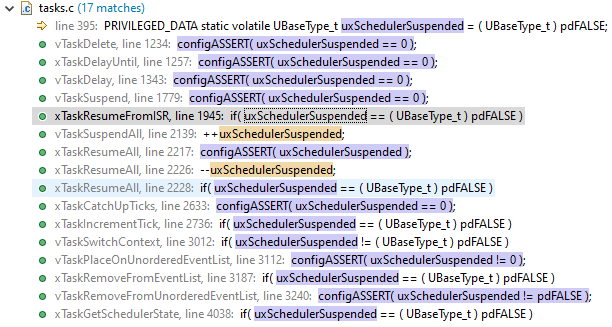 tasks.c (17 matches)
line 395: PRIVILEGED_DATA static volatile UBaseType_t uxSchedulerSuspended = ( UBaseType_t ) pdFALSE;
vTaskDelete, line 1234: configASSERT( uxSchedulerSuspended == 0 );
xTaskDelayUntil, line 1257: configASSERT( uxSchedulerSuspended == 0 );
vTaskDelay, line 1343: configASSERT( uxSchedulerSuspended == 0 );
vTaskSuspend, line 1779: configASSERT( uxSchedulerSuspended == 0 );
xTaskResumeFromISR, line 1945: if( uxSchedulerSuspended == ( UBaseType_t ) pdFALSE )
vTaskSuspendAll, line 2139: ++uxSchedulerSuspended;
xTaskResumeAll, line 2217: configASSERT( uxSchedulerSuspended );
xTaskResumeAll, line 2226: --uxSchedulerSuspended;
xTaskResumeAll, line 2228: if( uxSchedulerSuspended == ( UBaseType_t ) pdFALSE )
xTaskCatchUpTicks, line 2633: configASSERT( uxSchedulerSuspended == 0 );
xTaskIncrementTick, line 2736: if( uxSchedulerSuspended == ( UBaseType_t ) pdFALSE )
vTaskSwitchContext, line 3012: if( uxSchedulerSuspended != ( UBaseType_t ) pdFALSE )
vTaskPlaceOnUnorderedEventList, line 3112: configASSERT( uxSchedulerSuspended != 0 );
xTaskRemoveFromEventList, line 3187: if( uxSchedulerSuspended == ( UBaseType_t ) pdFALSE )
vTaskRemoveFromUnorderedEventList, line 3240: configASSERT( uxSchedulerSuspended != pdFALSE );
xTaskGetSchedulerState, line 4038: if( uxSchedulerSuspended == ( UBaseType_t ) pdFALSE )